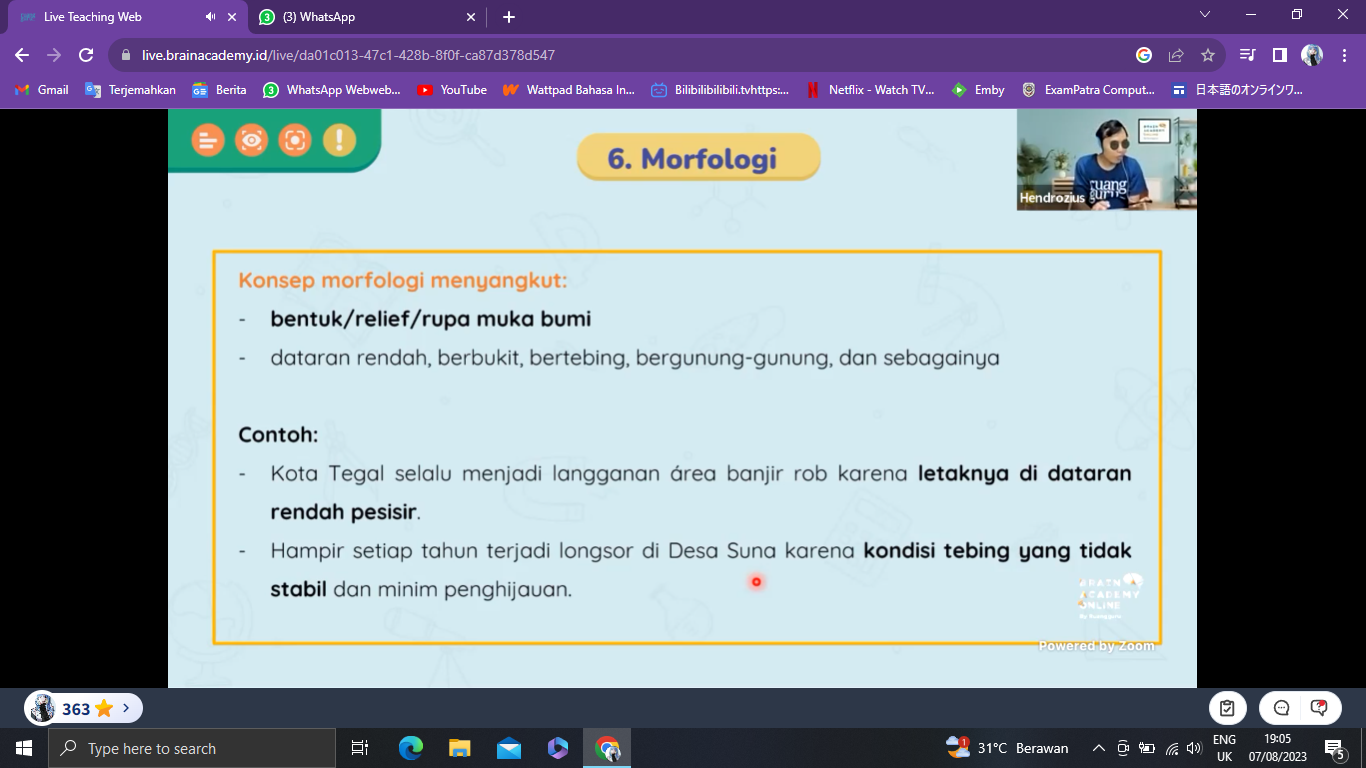 Live Teaching Web
(3) WhatsApp
live.brainacademy.id/live/da01c013-47c1-428b-8f0f-ca87d378d547
Gmail
Terjemahkan
Berita
WhatsApp Webweb...
YouTube
Wattpad Bahasa In...
Bilibilibilibili.tvhttps:...
Netflix - Watch TV...
Emby
ExamPatra Comput...
日本語のオンラインワ...
6. Morfologi
ruang
guru
Hendrozius
Konsep morfologi menyangkut:
- bentuk/relief/rupa muka bumi
- dataran rendah, berbukit, bertebing, bergunung-gunung, dan sebagainya
Contoh:
- Kota Tegal selalu menjadi langganan área banjir rob karena letaknya di dataran
rendah pesisir.
- Hampir setiap tahun terjadi longsor di Desa Suna karena kondisi tebing yang tidak
stabil dan minim penghijauan.
BRAIN
ACADEMY
ONLINE
By Ruangguru
Powered by Zoom
363
Type here to search
31°C Berawan
ENG
UK
19:05
07/08/2023
5